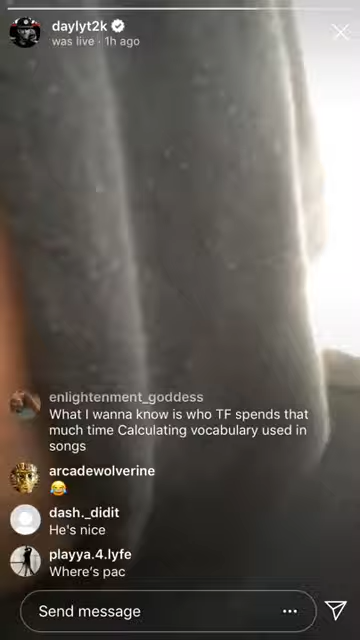 daylyt2k
was live · 1h ago
enlightenment_goddess
What I wanna know is who TF spends that
much time Calculating vocabulary used in
songs
arcadewolverine
😂
dash._didit
He's nice
playya.4.lyfe
Where's pac
Send message